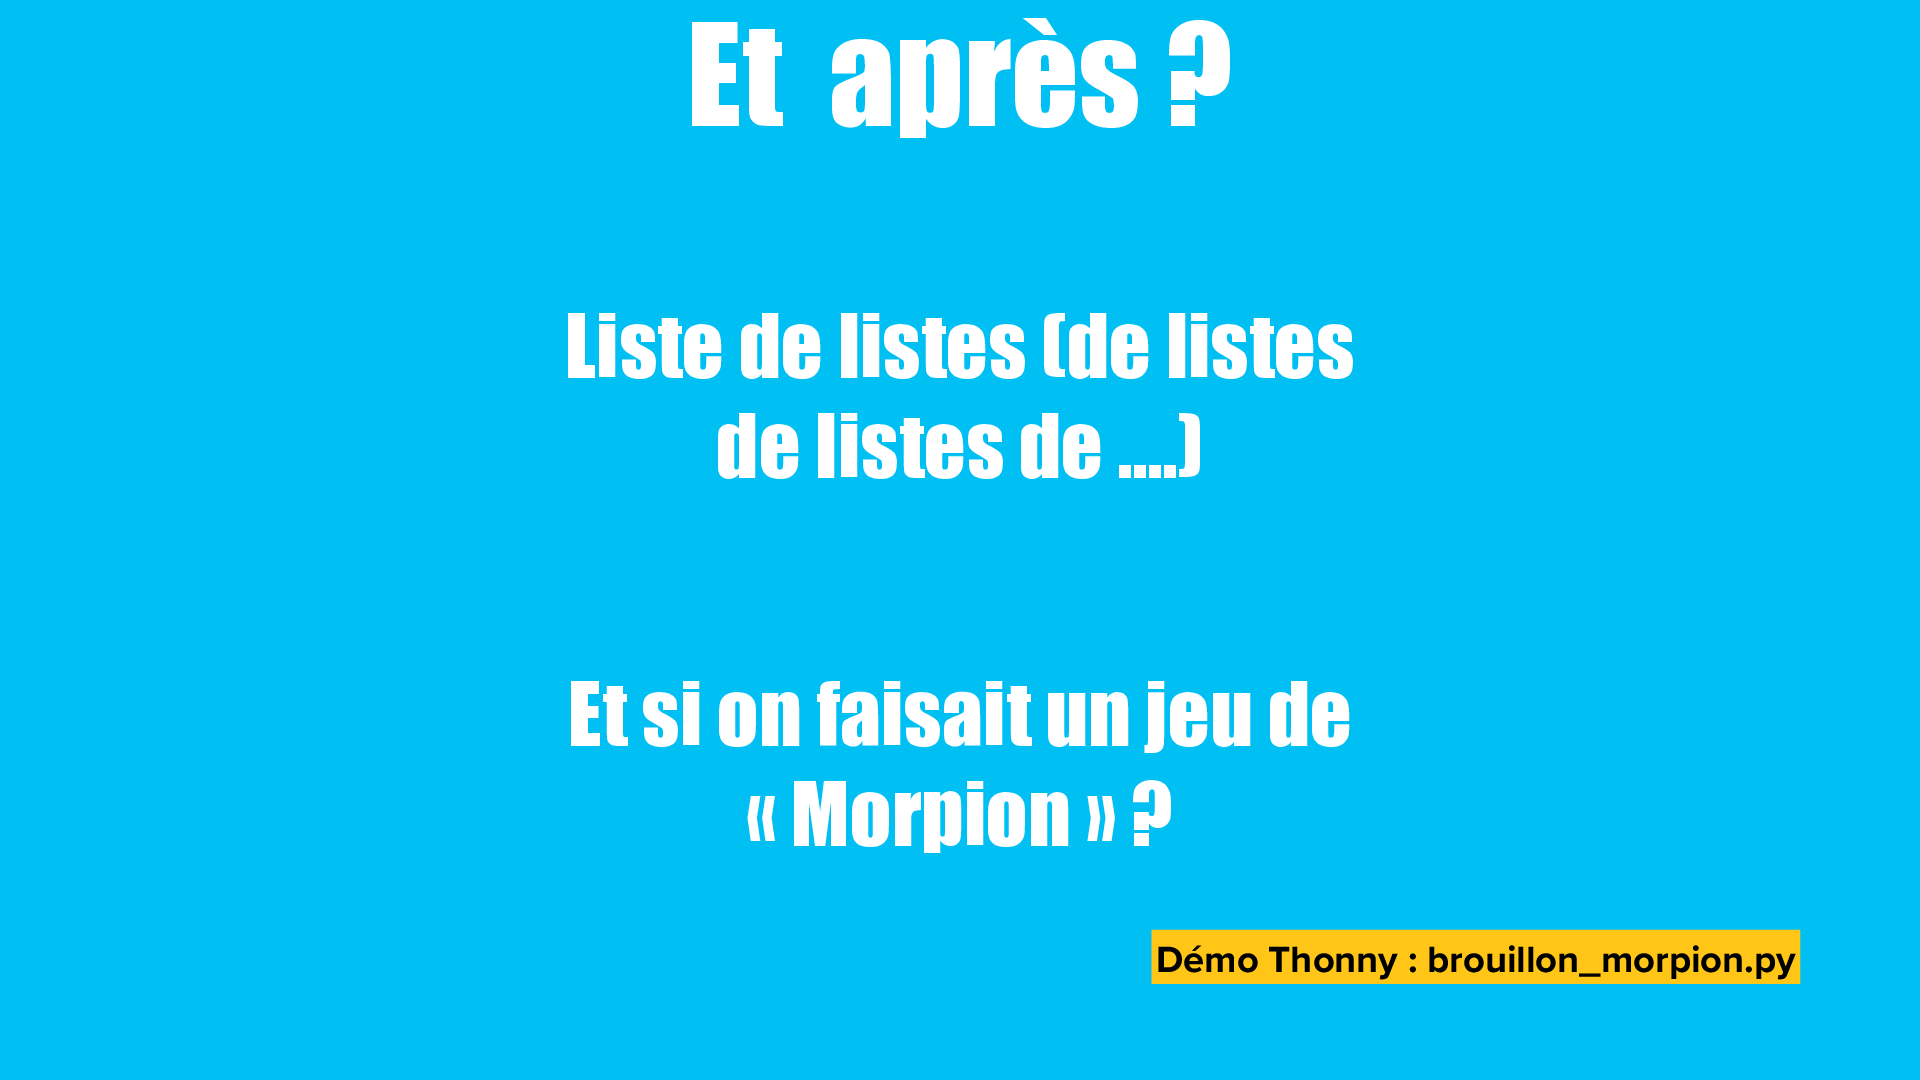 Et  après ?
Liste de listes (de listes
de listes de ....)
Et si on faisait un jeu de
« Morpion » ?
Démo Thonny : brouillon_morpion.py